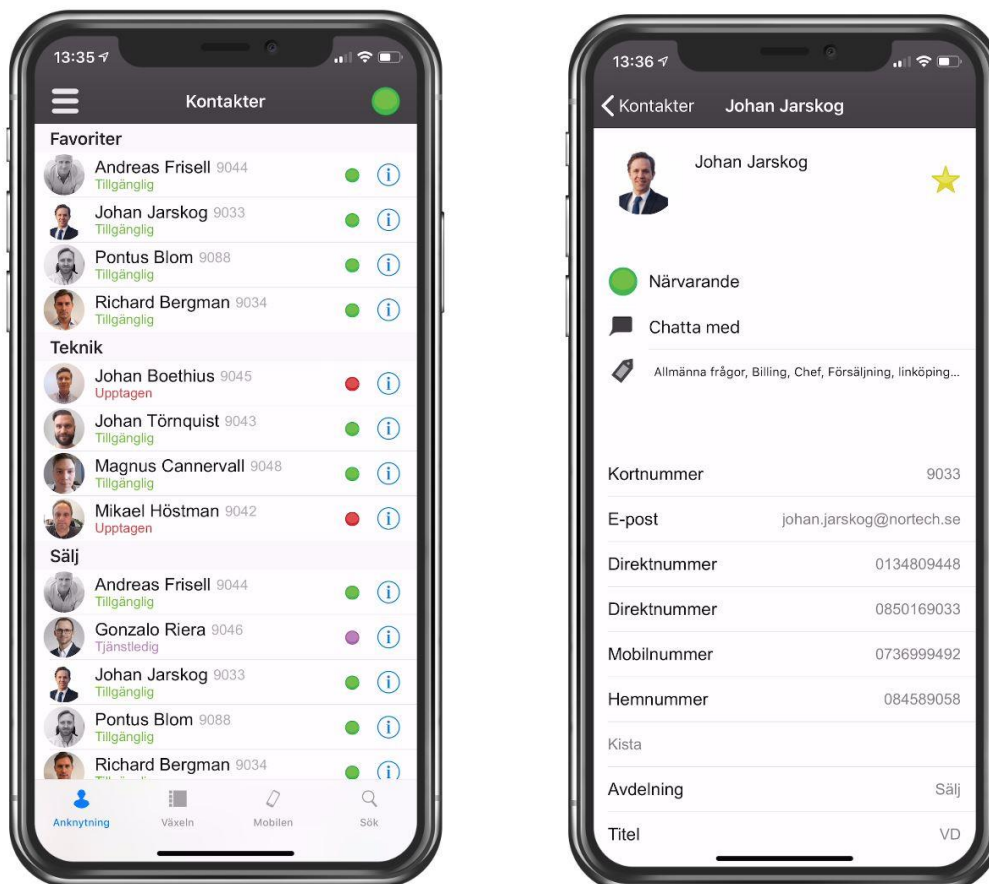 13:35
Kontakter
Favoriter
Andreas Frisell 9044
Tillgänglig
Johan Jarskog 9033
Tillgänglig
Pontus Blom 9088
Tillgänglig
Richard Bergman 9034
Tillgänglig
Teknik
Johan Boethius 9045
Upptagen
Johan Törnquist 9043
Tillgänglig
Magnus Cannervall 9048
Tillgänglig
Mikael Höstman 9042
Upptagen
Sälj
Andreas Frisell 9044
Tillgänglig
Gonzalo Riera 9046
Tjänstledig
Johan Jarskog 9033
Tillgänglig
Pontus Blom 9088
Tillgänglig
Richard Bergman 9034
Anknytning Växeln Mobilen Sök
13:36
Kontakter Johan Jarskog
Johan Jarskog
Närvarande
Chatta med
Allmänna frågor, Billing, Chef, Försäljning, linköping...
Kortnummer 9033
E-post johan.jarskog@nortech.se
Direktnummer 0134809448
Direktnummer 0850169033
Mobilnummer 0736999492
Hemnummer 084589058
Kista
Avdelning Sälj
Titel VD